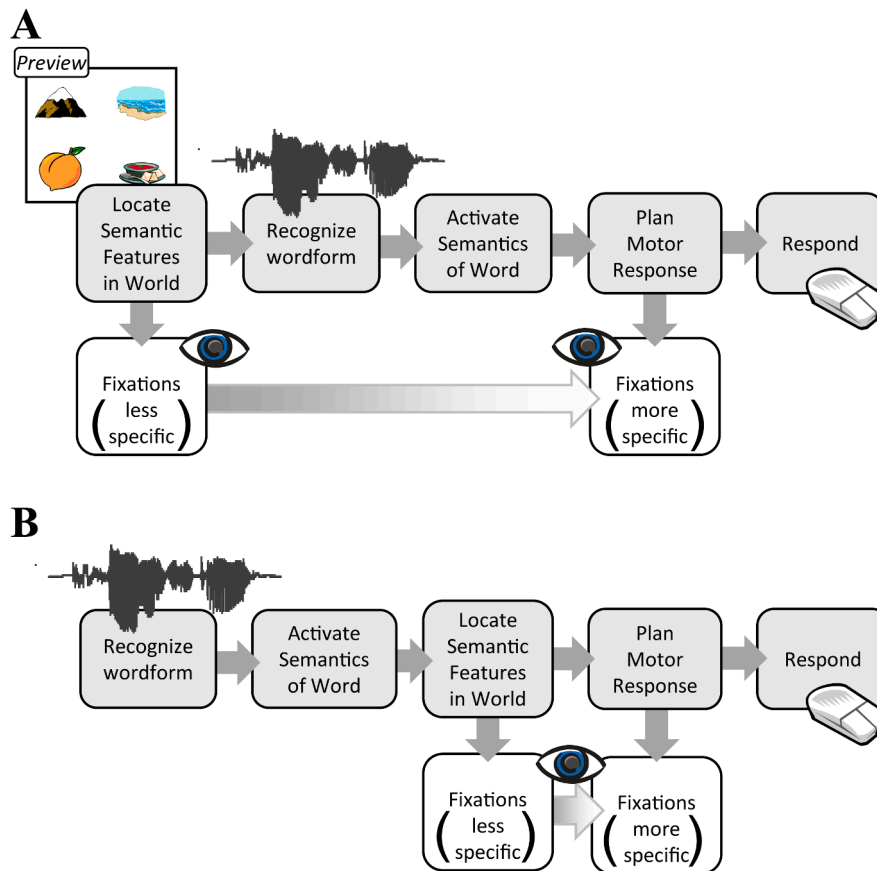 A
Preview
Locate
Semantic
Features
in World
Recognize
wordform
Activate
Semantics
of Word
Plan
Motor
Response
Respond
Fixations
(less
specific)
Fixations
(more
specific)
B
Recognize
wordform
Activate
Semantics
of Word
Locate
Semantic
Features
in World
Plan
Motor
Response
Respond
Fixations
(less
specific)
Fixations
(more
specific)